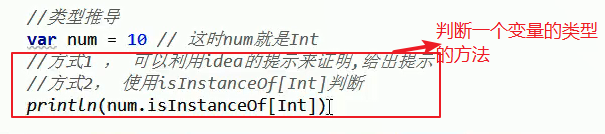 //类型推导
var num = 10 // 这时num就是Int
//方式1 ， 可以利用idea的提示来证明,给出提示
//方式2， 使用isInstanceOf[Int]判断
println(num.isInstanceOf[Int])
判断一个变量的类型
的方法